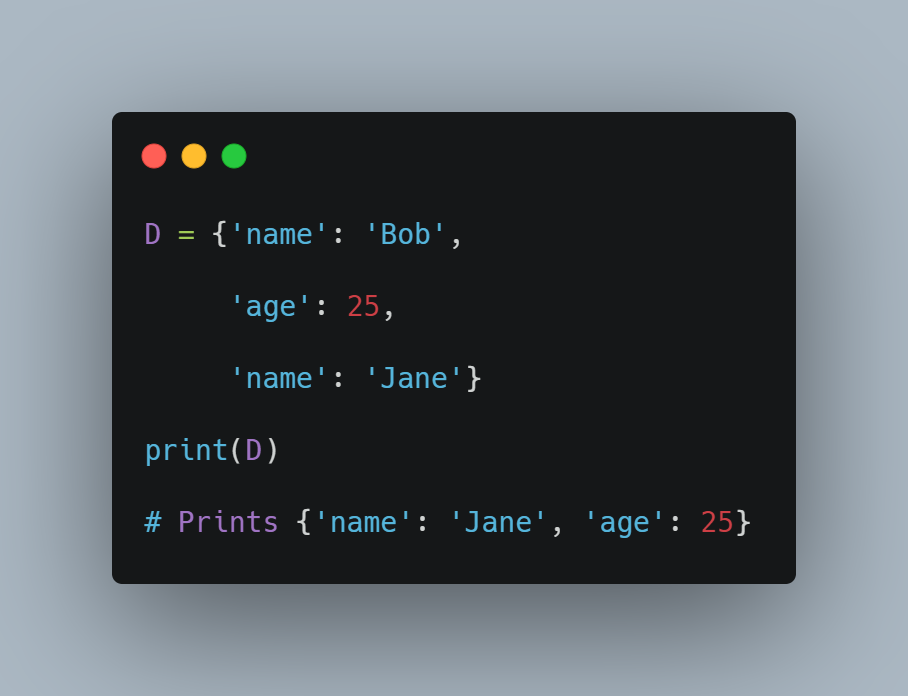 D = {'name': 'Bob',
     'age': 25,
     'name': 'Jane'}
print(D)
# Prints {'name': 'Jane', 'age': 25}